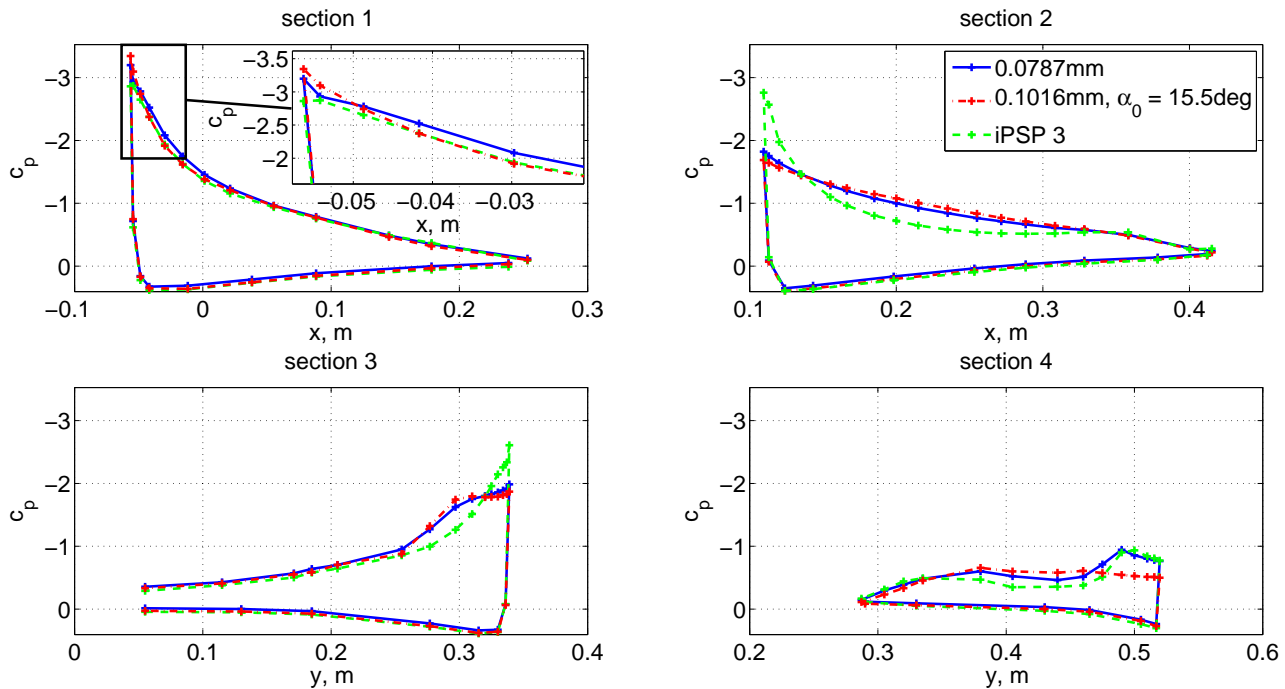 section 1
−3
−2
−1
0
c_p
−0.1
0
0.1
0.2
0.3
x, m
−3.5
−3
−2.5
−2
c_p
−0.05
−0.04
−0.03
x, m
section 2
−3
−2
−1
0
c_p
0.1
0.2
0.3
0.4
x, m
0.0787mm
0.1016mm, α_0 = 15.5deg
iPSP 3
section 3
−3
−2
−1
0
c_p
0
0.1
0.2
0.3
0.4
y, m
section 4
−3
−2
−1
0
c_p
0.2
0.3
0.4
0.5
0.6
y, m